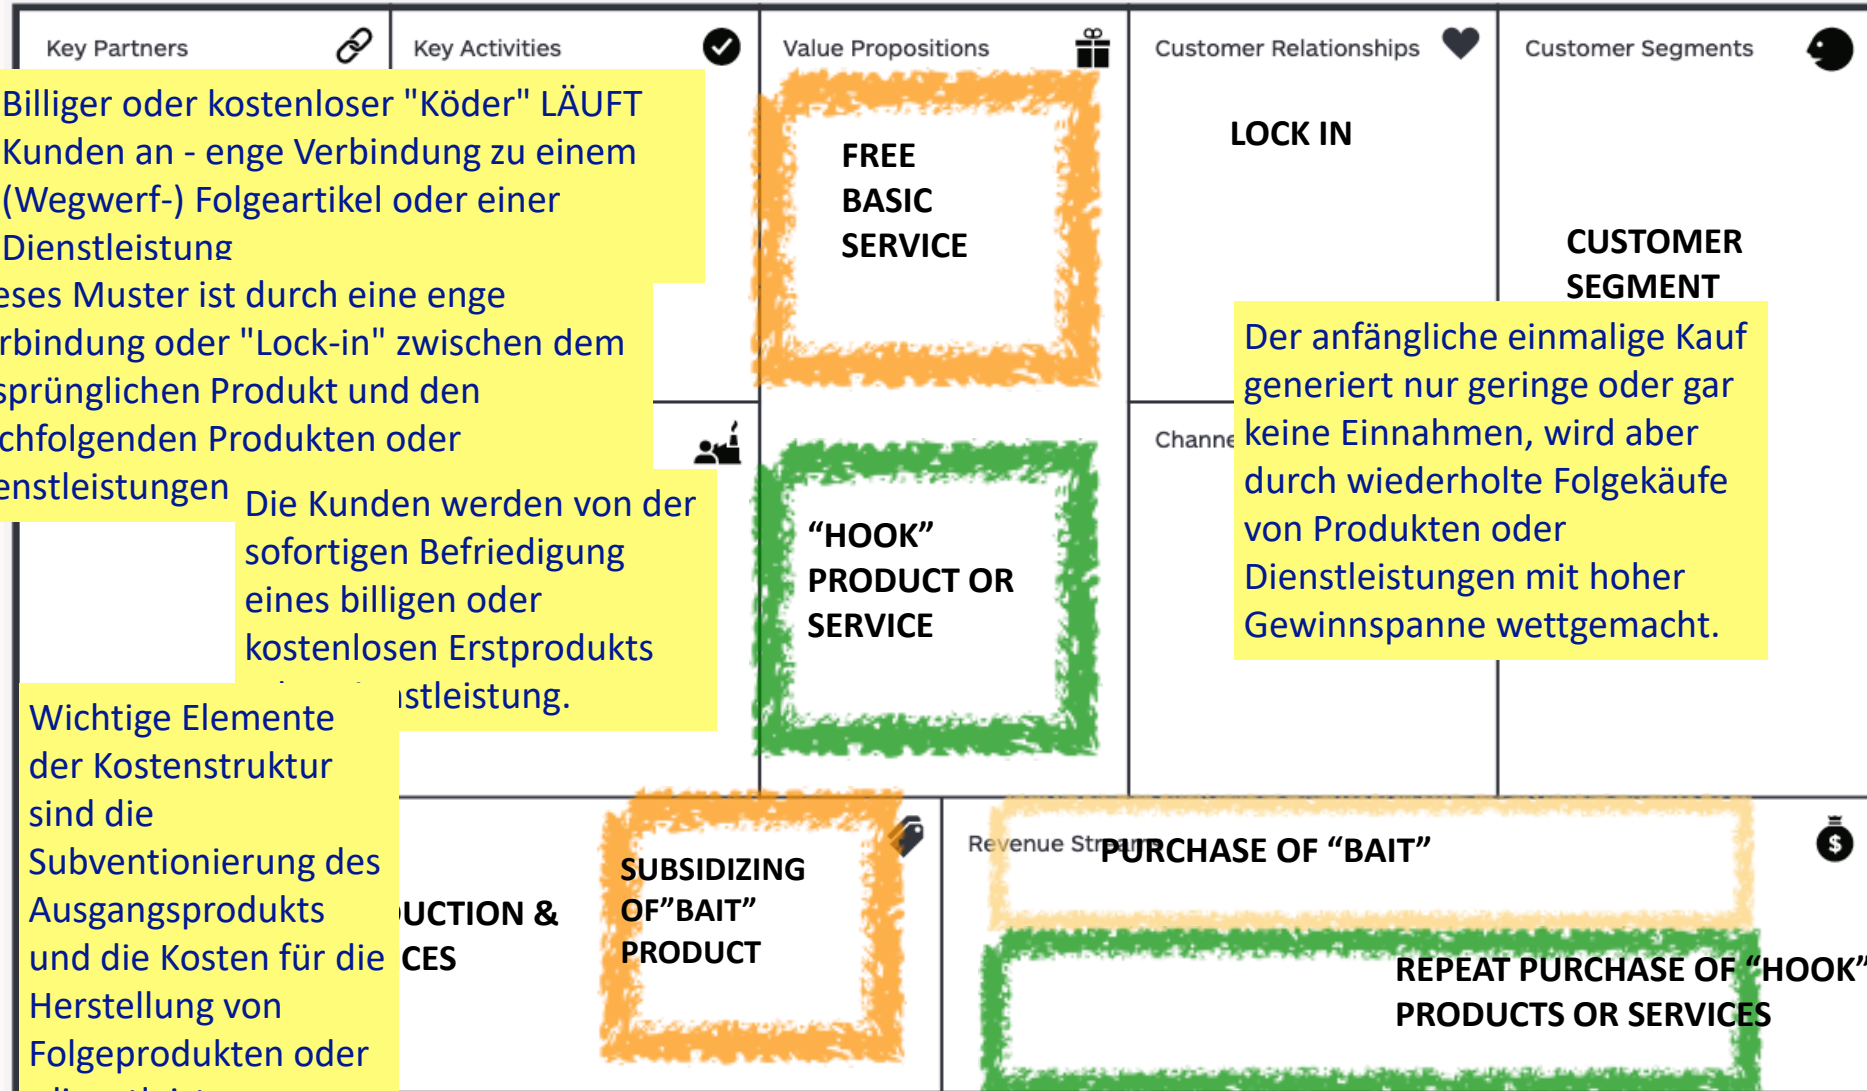 Key Partners
Key Activities
Value Propositions
Customer Relationships
Customer Segments
Billiger oder kostenloser "Köder" LÄUFT
Kunden an - enge Verbindung zu einem
(Wegwerf-) Folgeartikel oder einer
Dienstleistung
eses Muster ist durch eine enge
rbindung oder "Lock-in" zwischen dem
sprünglichen Produkt und den
chfolgenden Produkten oder
enstleistungen
Die Kunden werden von der
sofortigen Befriedigung
eines billigen oder
kostenlosen Erstprodukts
stleistung.
FREE
BASIC
SERVICE
“HOOK”
PRODUCT OR
SERVICE
LOCK IN
Channe
CUSTOMER
SEGMENT
Der anfängliche einmalige Kauf
generiert nur geringe oder gar
keine Einnahmen, wird aber
durch wiederholte Folgekäufe
von Produkten oder
Dienstleistungen mit hoher
Gewinnspanne wettgemacht.
Wichtige Elemente
der Kostenstruktur
sind die
Subventionierung des
Ausgangsprodukts
und die Kosten für die
Herstellung von
Folgeprodukten oder
UCTION &
CES
SUBSIDIZING
OF”BAIT”
PRODUCT
Revenue Streams
PURCHASE OF “BAIT”
REPEAT PURCHASE OF “HOOK”
PRODUCTS OR SERVICES